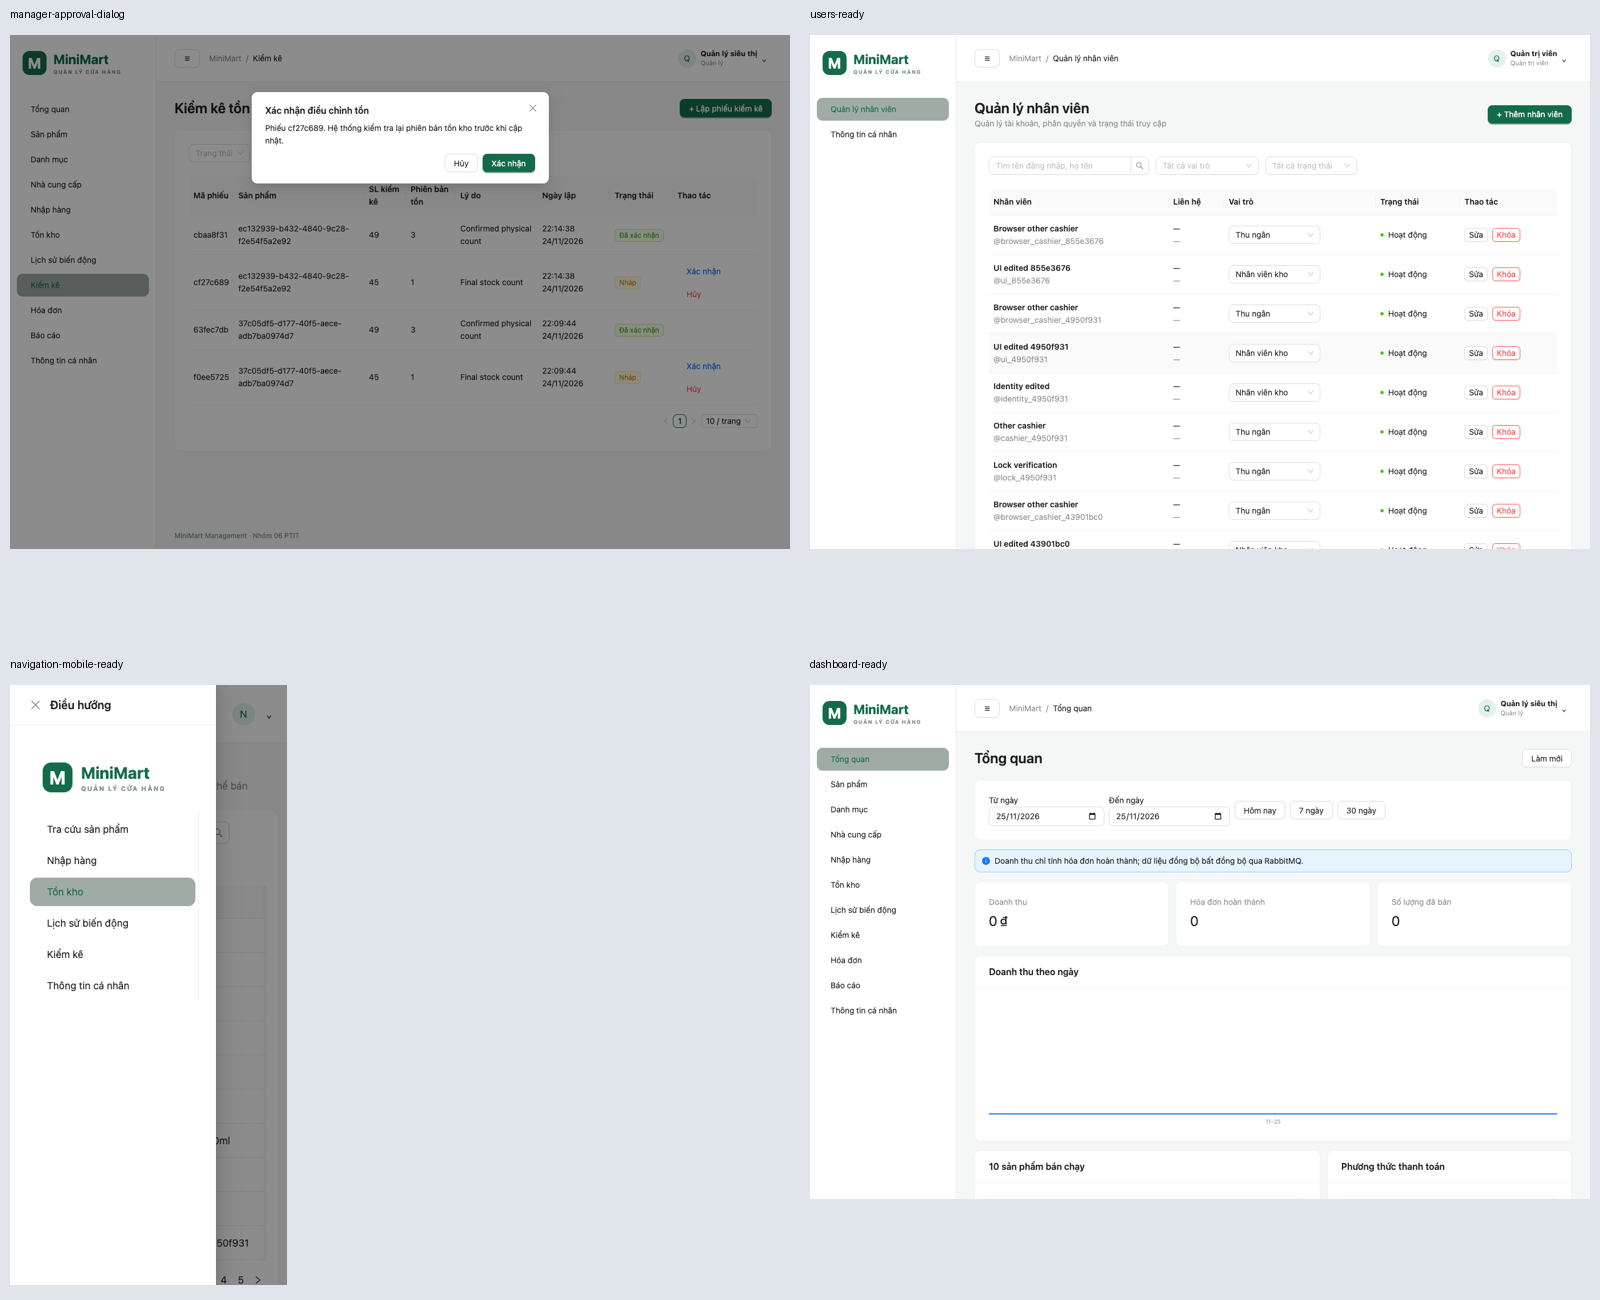 manager-approval-dialog
M MiniMart
QUẢN LÝ CỬA HÀNG
MiniMart / Kiểm kê
Q Quản lý siêu thị
Quản lý
Tổng quan
Sản phẩm
Danh mục
Nhà cung cấp
Nhập hàng
Tồn kho
Lịch sử biến động
Kiểm kê
Hóa đơn
Báo cáo
Thông tin cá nhân
Kiểm kê tồn
+ Lập phiếu kiểm kê
Xác nhận điều chỉnh tồn
Phiếu cf27c689. Hệ thống kiểm tra lại phiên bản tồn kho trước khi cập
nhật.
Hủy Xác nhận
Trạng thái
Mã phiếu Sản phẩm SL kiểm kê Phiên bản tồn Lý do Ngày lập Trạng thái Thao tác
cbaa8f31 ec132939-b432-4840-9c28-f2e54f5a2e92 49 3 Confirmed physical count 22:14:38 24/11/2026 Đã xác nhận
cf27c689 ec132939-b432-4840-9c28-f2e54f5a2e92 45 1 Final stock count 22:14:38 24/11/2026 Nháp Xác nhận Hủy
63fec7db 37c05df5-d177-40f5-aece-adb7ba0974d7 49 3 Confirmed physical count 22:09:44 24/11/2026 Đã xác nhận
f0ee5725 37c05df5-d177-40f5-aece-adb7ba0974d7 45 1 Final stock count 22:09:44 24/11/2026 Nháp Xác nhận Hủy
1 10 / trang
MiniMart Management · Nhóm 06 PTIT
users-ready
M MiniMart
QUẢN LÝ CỬA HÀNG
MiniMart / Quản lý nhân viên
Q Quản trị viên
Quản trị viên
Quản lý nhân viên
Thông tin cá nhân
Quản lý nhân viên
Quản lý tài khoản, phân quyền và trạng thái truy cập
+ Thêm nhân viên
Tìm tên đăng nhập, họ tên Tất cả vai trò Tất cả trạng thái
Nhân viên Liên hệ Vai trò Trạng thái Thao tác
Browser other cashier — Thu ngân Hoạt động Sửa Khóa
@browser_cashier_855e3676 —
UI edited 855e3676 — Nhân viên kho Hoạt động Sửa Khóa
@ui_855e3676 —
Browser other cashier — Thu ngân Hoạt động Sửa Khóa
@browser_cashier_4950f931 —
UI edited 4950f931 — Nhân viên kho Hoạt động Sửa Khóa
@ui_4950f931 —
Identity edited — Nhân viên kho Hoạt động Sửa Khóa
@identity_4950f931 —
Other cashier — Thu ngân Hoạt động Sửa Khóa
@cashier_4950f931 —
Lock verification — Thu ngân Hoạt động Sửa Khóa
@lock_4950f931 —
Browser other cashier — Thu ngân Hoạt động Sửa Khóa
@browser_cashier_43901bc0 —
UI edited 43901bc0
navigation-mobile-ready
Điều hướng
N
M MiniMart
QUẢN LÝ CỬA HÀNG
Tra cứu sản phẩm
Nhập hàng
Tồn kho
Lịch sử biến động
Kiểm kê
Thông tin cá nhân
hể bán
0ml
50f931
4 5
dashboard-ready
M MiniMart
QUẢN LÝ CỬA HÀNG
MiniMart / Tổng quan
Q Quản lý siêu thị
Quản lý
Tổng quan
Sản phẩm
Danh mục
Nhà cung cấp
Nhập hàng
Tồn kho
Lịch sử biến động
Kiểm kê
Hóa đơn
Báo cáo
Thông tin cá nhân
Tổng quan
Làm mới
Từ ngày Đến ngày
25/11/2026 25/11/2026 Hôm nay 7 ngày 30 ngày
Doanh thu chỉ tính hóa đơn hoàn thành; dữ liệu đồng bộ bất đồng bộ qua RabbitMQ.
Doanh thu Hóa đơn hoàn thành Số lượng đã bán
0 ₫ 0 0
Doanh thu theo ngày
11-25
10 sản phẩm bán chạy Phương thức thanh toán